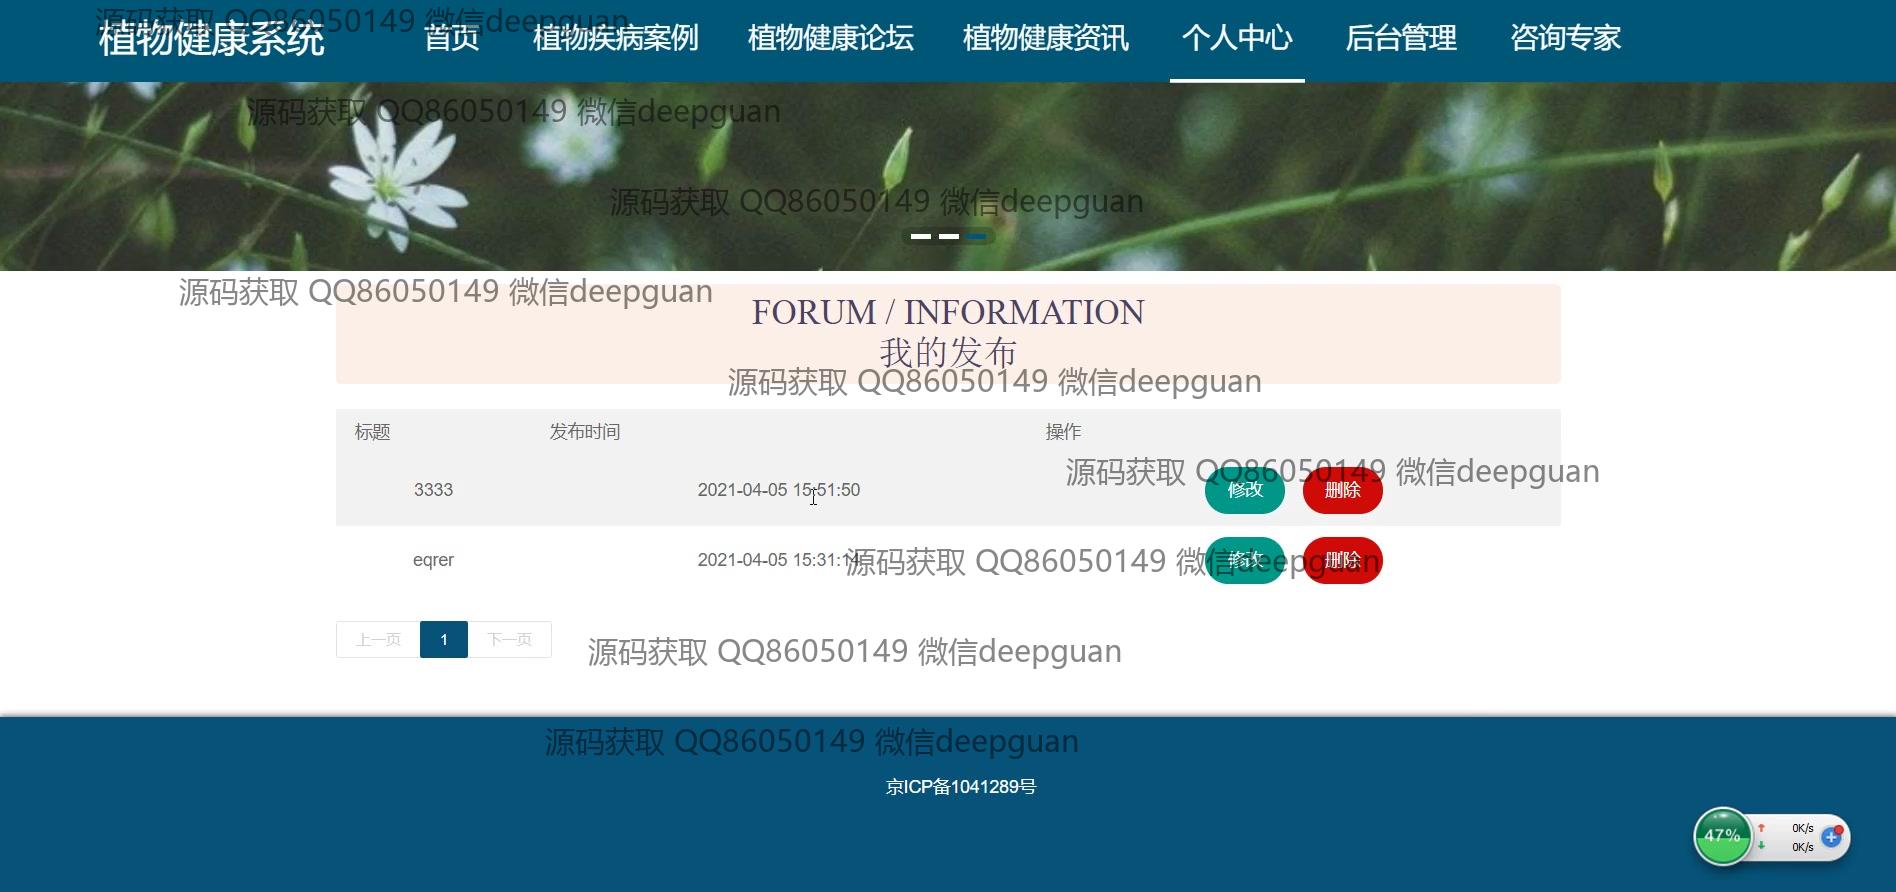 源码获取 QQ86050149 微信deepguan
植物健康系统 首页 植物疾病案例 植物健康论坛 植物健康资讯 个人中心 后台管理 咨询专家
源码获取 QQ86050149 微信deepguan
源码获取 QQ86050149 微信deepguan
源码获取 QQ86050149 微信deepguan
FORUM / INFORMATION
我的发布
源码获取 QQ86050149 微信deepguan
标题 发布时间 操作
源码获取 QQ86050149 微信deepguan
3333 2021-04-05 15:51:50 修改 删除
eqrer 2021-04-05 15:31:14 修改 删除
源码获取 QQ86050149 微信deepguan
上一页 1 下一页
源码获取 QQ86050149 微信deepguan
源码获取 QQ86050149 微信deepguan
京ICP备1041289号
47% 0K/s
0K/s